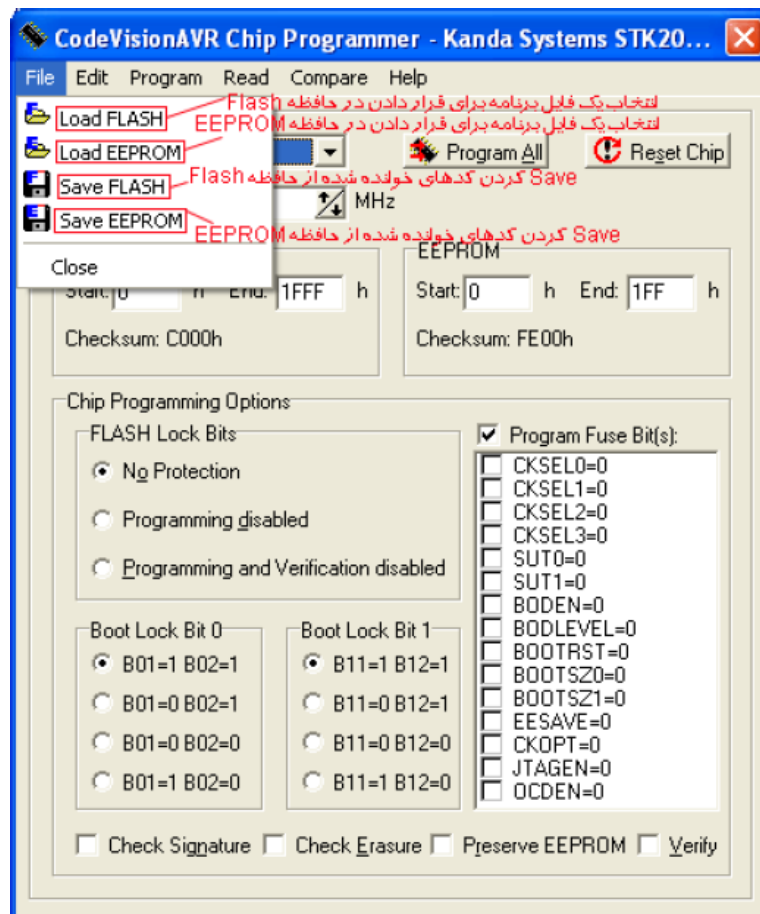 CodeVisionAVR Chip Programmer - Kanda Systems STK20...
File Edit Program Read Compare Help
انتخاب یک فایل برنامه برای قرار دادن در حافظه Flash
Load FLASH
انتخاب یک فایل برنامه برای قرار دادن در حافظه EEPROM
Load EEPROM
Program All
Reset Chip
Save کردن کدهای خوانده شده از حافظه Flash
Save FLASH
MHz
Save EEPROM
Save کردن کدهای خوانده شده از حافظه EEPROM
Close
EEPROM
Start: 0 h End: 1FFF h
Start: 0 h End: 1FF h
Checksum: C000h
Checksum: FE00h
Chip Programming Options
FLASH Lock Bits
No Protection
Programming disabled
Programming and Verification disabled
Program Fuse Bit(s):
CKSEL0=0
CKSEL1=0
CKSEL2=0
CKSEL3=0
SUT0=0
SUT1=0
BODEN=0
BODLEVEL=0
BOOTRST=0
BOOTSZ0=0
BOOTSZ1=0
EESAVE=0
CKOPT=0
JTAGEN=0
OCDEN=0
Boot Lock Bit 0
B01=1 B02=1
B01=0 B02=1
B01=0 B02=0
B01=1 B02=0
Boot Lock Bit 1
B11=1 B12=1
B11=0 B12=1
B11=0 B12=0
B11=1 B12=0
Check Signature
Check Erasure
Preserve EEPROM
Verify